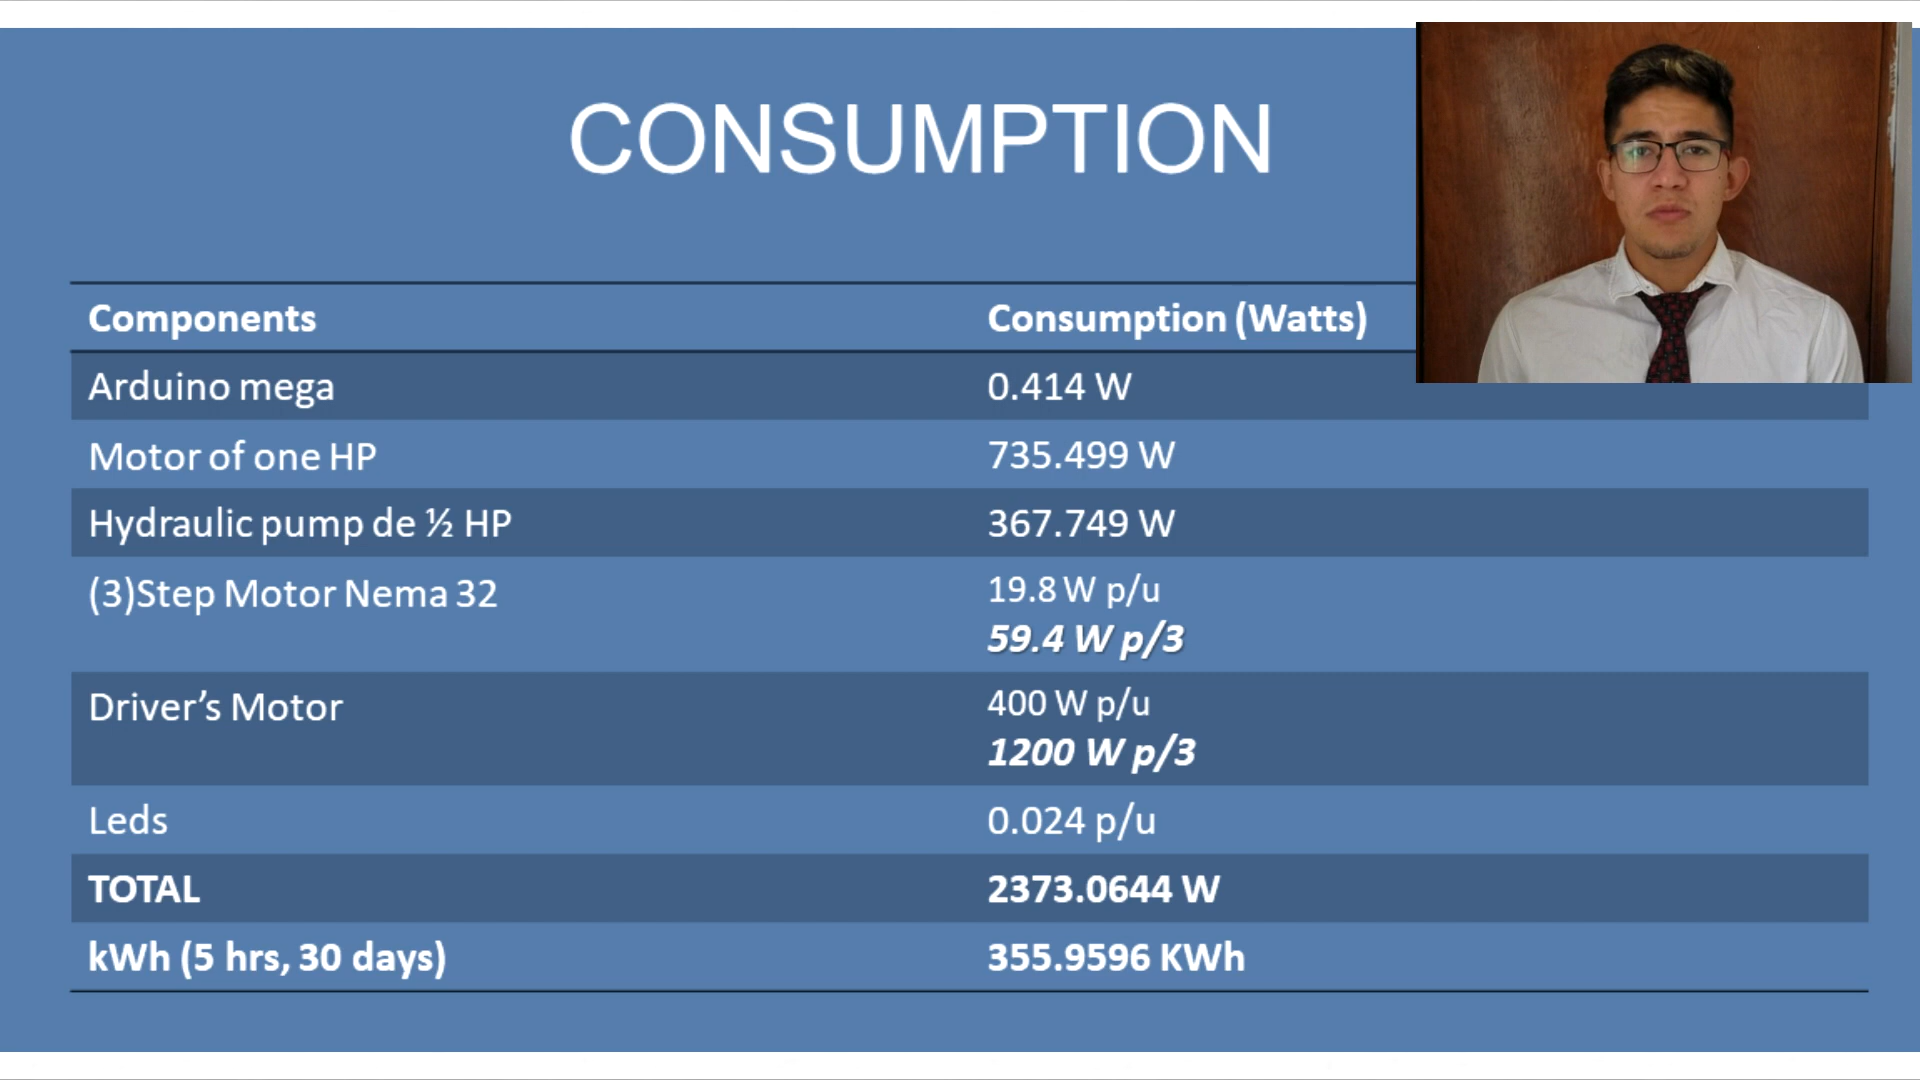 CONSUMPTION
Components Consumption (Watts)
Arduino mega 0.414 W
Motor of one HP 735.499 W
Hydraulic pump de ½ HP 367.749 W
(3)Step Motor Nema 32 19.8 W p/u
59.4 W p/3
Driver’s Motor 400 W p/u
1200 W p/3
Leds 0.024 p/u
TOTAL 2373.0644 W
kWh (5 hrs, 30 days) 355.9596 KWh